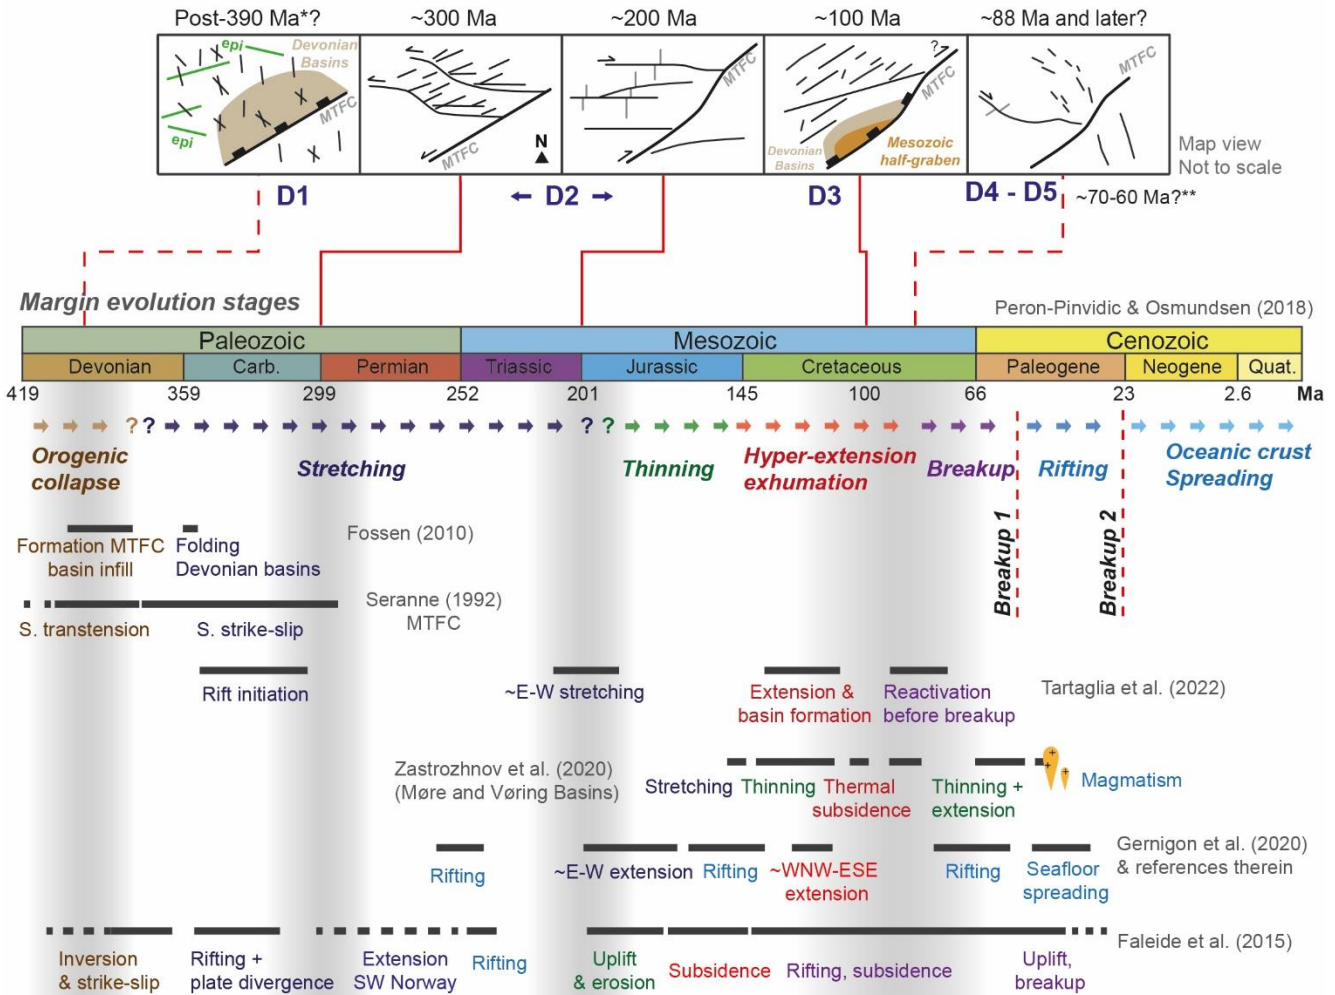 Post-390 Ma*?
~300 Ma
~200 Ma
~100 Ma
~88 Ma and later?
epi
Devonian
Basins
MTFC
epi
MTFC
N
MTFC
?
MTFC
Devonian
Basins
Mesozoic
half-graben
MTFC
Map view
Not to scale
D1
D2
D3
D4 - D5
~70-60 Ma?**
Margin evolution stages
Peron-Pinvidic & Osmundsen (2018)
Paleozoic
Mesozoic
Cenozoic
Devonian
Carb.
Permian
Triassic
Jurassic
Cretaceous
Paleogene
Neogene
Quat.
419
359
299
252
201
145
100
66
23
2.6
Ma
? ?
? ?
Orogenic
collapse
Stretching
Thinning
Hyper-extension
exhumation
Breakup
Rifting
Oceanic crust
Spreading
Breakup 1
Breakup 2
Formation MTFC
basin infill
Folding
Devonian basins
Fossen (2010)
S. transtension
S. strike-slip
Seranne (1992)
MTFC
Rift initiation
~E-W stretching
Extension &
basin formation
Reactivation
before breakup
Tartaglia et al. (2022)
Zastrozhnov et al. (2020)
(Møre and Vøring Basins)
Stretching
Thinning
Thermal
subsidence
Thinning +
extension
Magmatism
Rifting
~E-W extension
Rifting
~WNW-ESE
extension
Rifting
Seafloor
spreading
Gernigon et al. (2020)
& references therein
Inversion
& strike-slip
Rifting +
plate divergence
Extension
SW Norway
Rifting
Uplift
& erosion
Subsidence
Rifting, subsidence
Uplift,
breakup
Faleide et al. (2015)